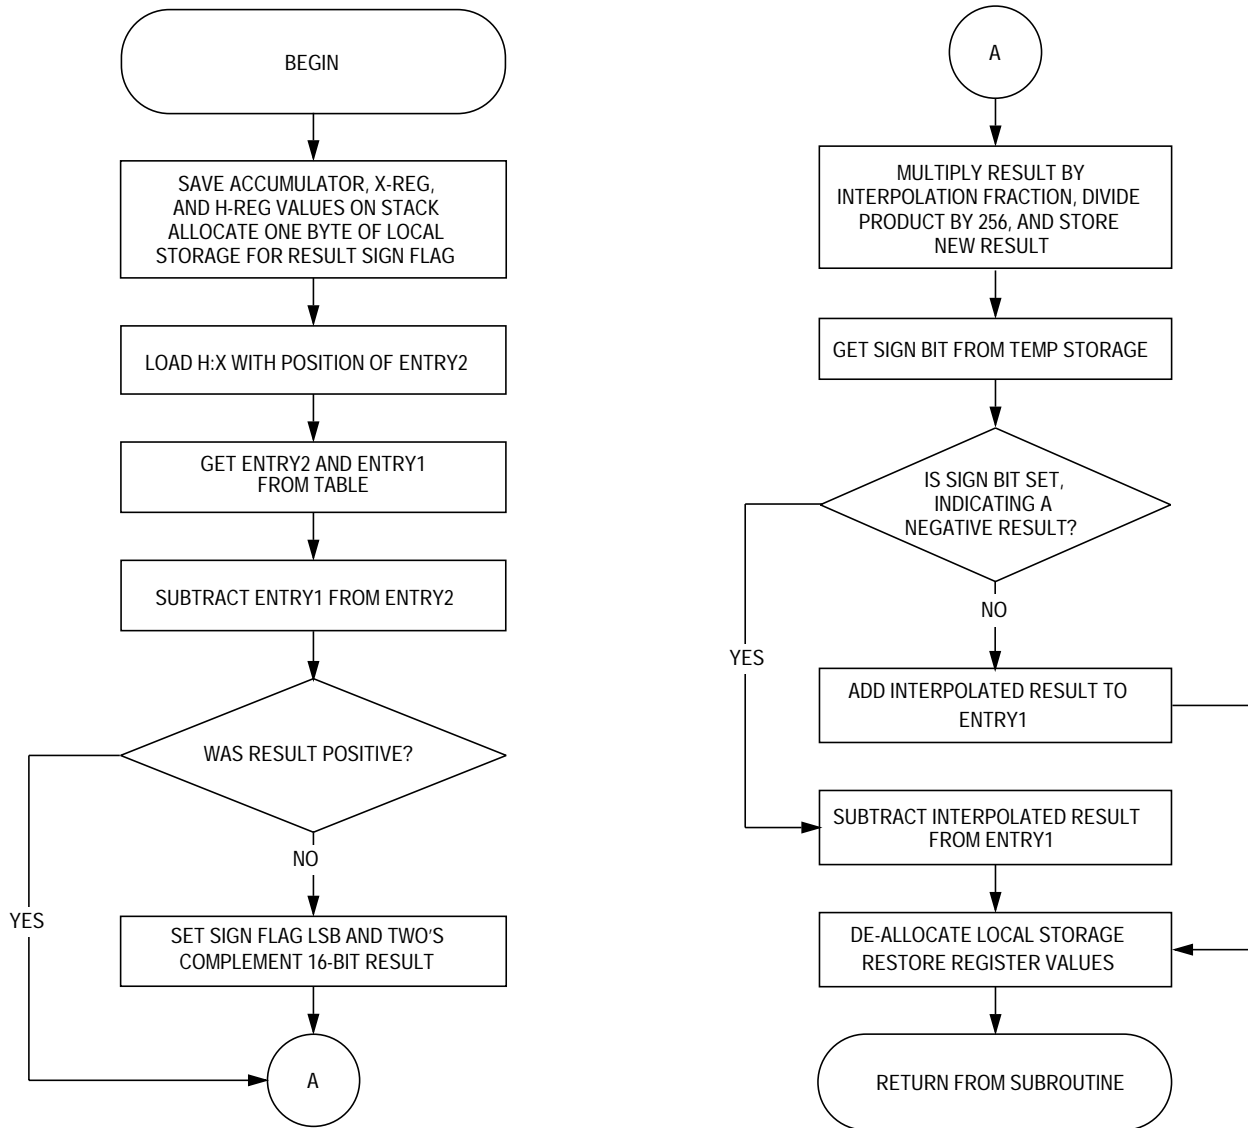 BEGIN
SAVE ACCUMULATOR, X-REG,
AND H-REG VALUES ON STACK
ALLOCATE ONE BYTE OF LOCAL
STORAGE FOR RESULT SIGN FLAG
LOAD H:X WITH POSITION OF ENTRY2
GET ENTRY2 AND ENTRY1
FROM TABLE
SUBTRACT ENTRY1 FROM ENTRY2
WAS RESULT POSITIVE?
NO
YES
SET SIGN FLAG LSB AND TWO'S
COMPLEMENT 16-BIT RESULT
A
A
MULTIPLY RESULT BY
INTERPOLATION FRACTION, DIVIDE
PRODUCT BY 256, AND STORE
NEW RESULT
GET SIGN BIT FROM TEMP STORAGE
IS SIGN BIT SET,
INDICATING A
NEGATIVE RESULT?
NO
YES
ADD INTERPOLATED RESULT TO
ENTRY1
SUBTRACT INTERPOLATED RESULT
FROM ENTRY1
DE-ALLOCATE LOCAL STORAGE
RESTORE REGISTER VALUES
RETURN FROM SUBROUTINE